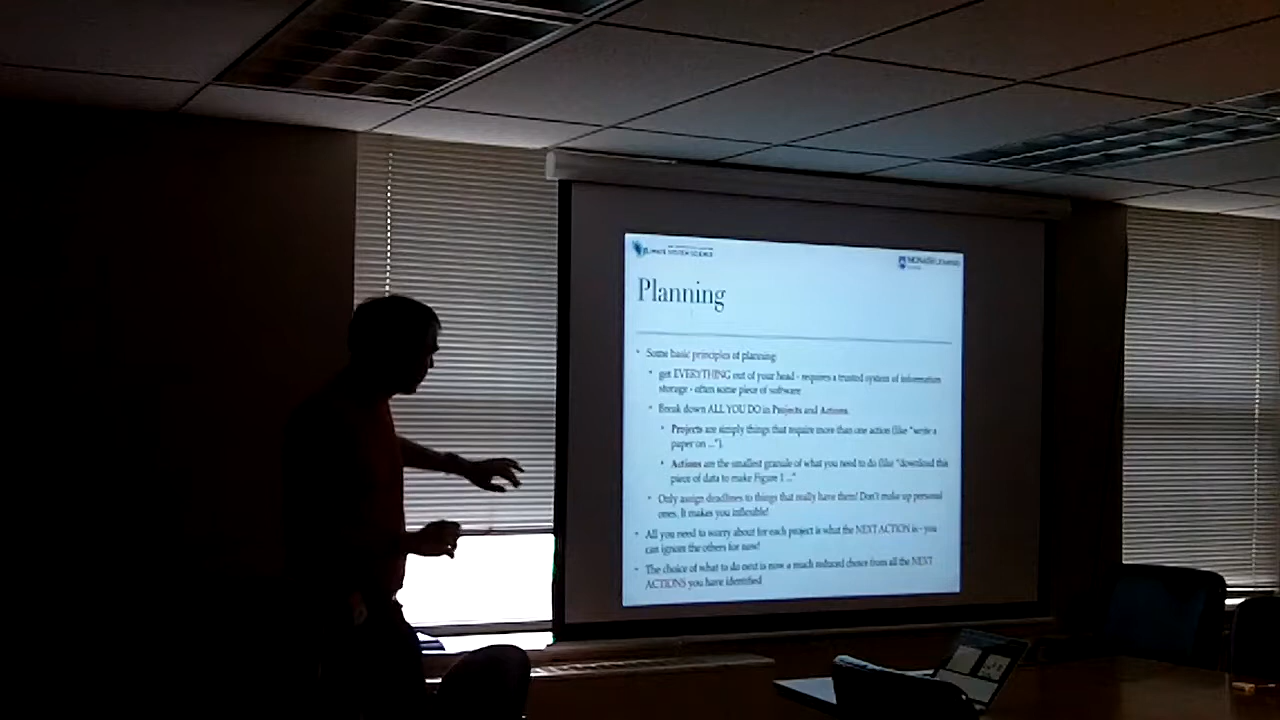 CLIMATE SYSTEM SCIENCE
MONASH University
Planning
• Some basic principles of planning:
• get EVERYTHING out of your head - requires a trusted system of information
storage - often some piece of software
• Break down ALL YOU DO in Projects and Actions.
• Projects are simply things that require more than one action (like "write a
paper on ...").
• Actions are the smallest granule of what you need to do (like "download this
piece of data to make Figure 1 ..."
• Only assign deadlines to things that really have them! Don't make up personal
ones. It makes you inflexible!
• All you need to worry about for each project is what the NEXT ACTION is - you
can ignore the others for now!
• The choice of what to do next is now a much reduced choice from all the NEXT
ACTIONS you have identified